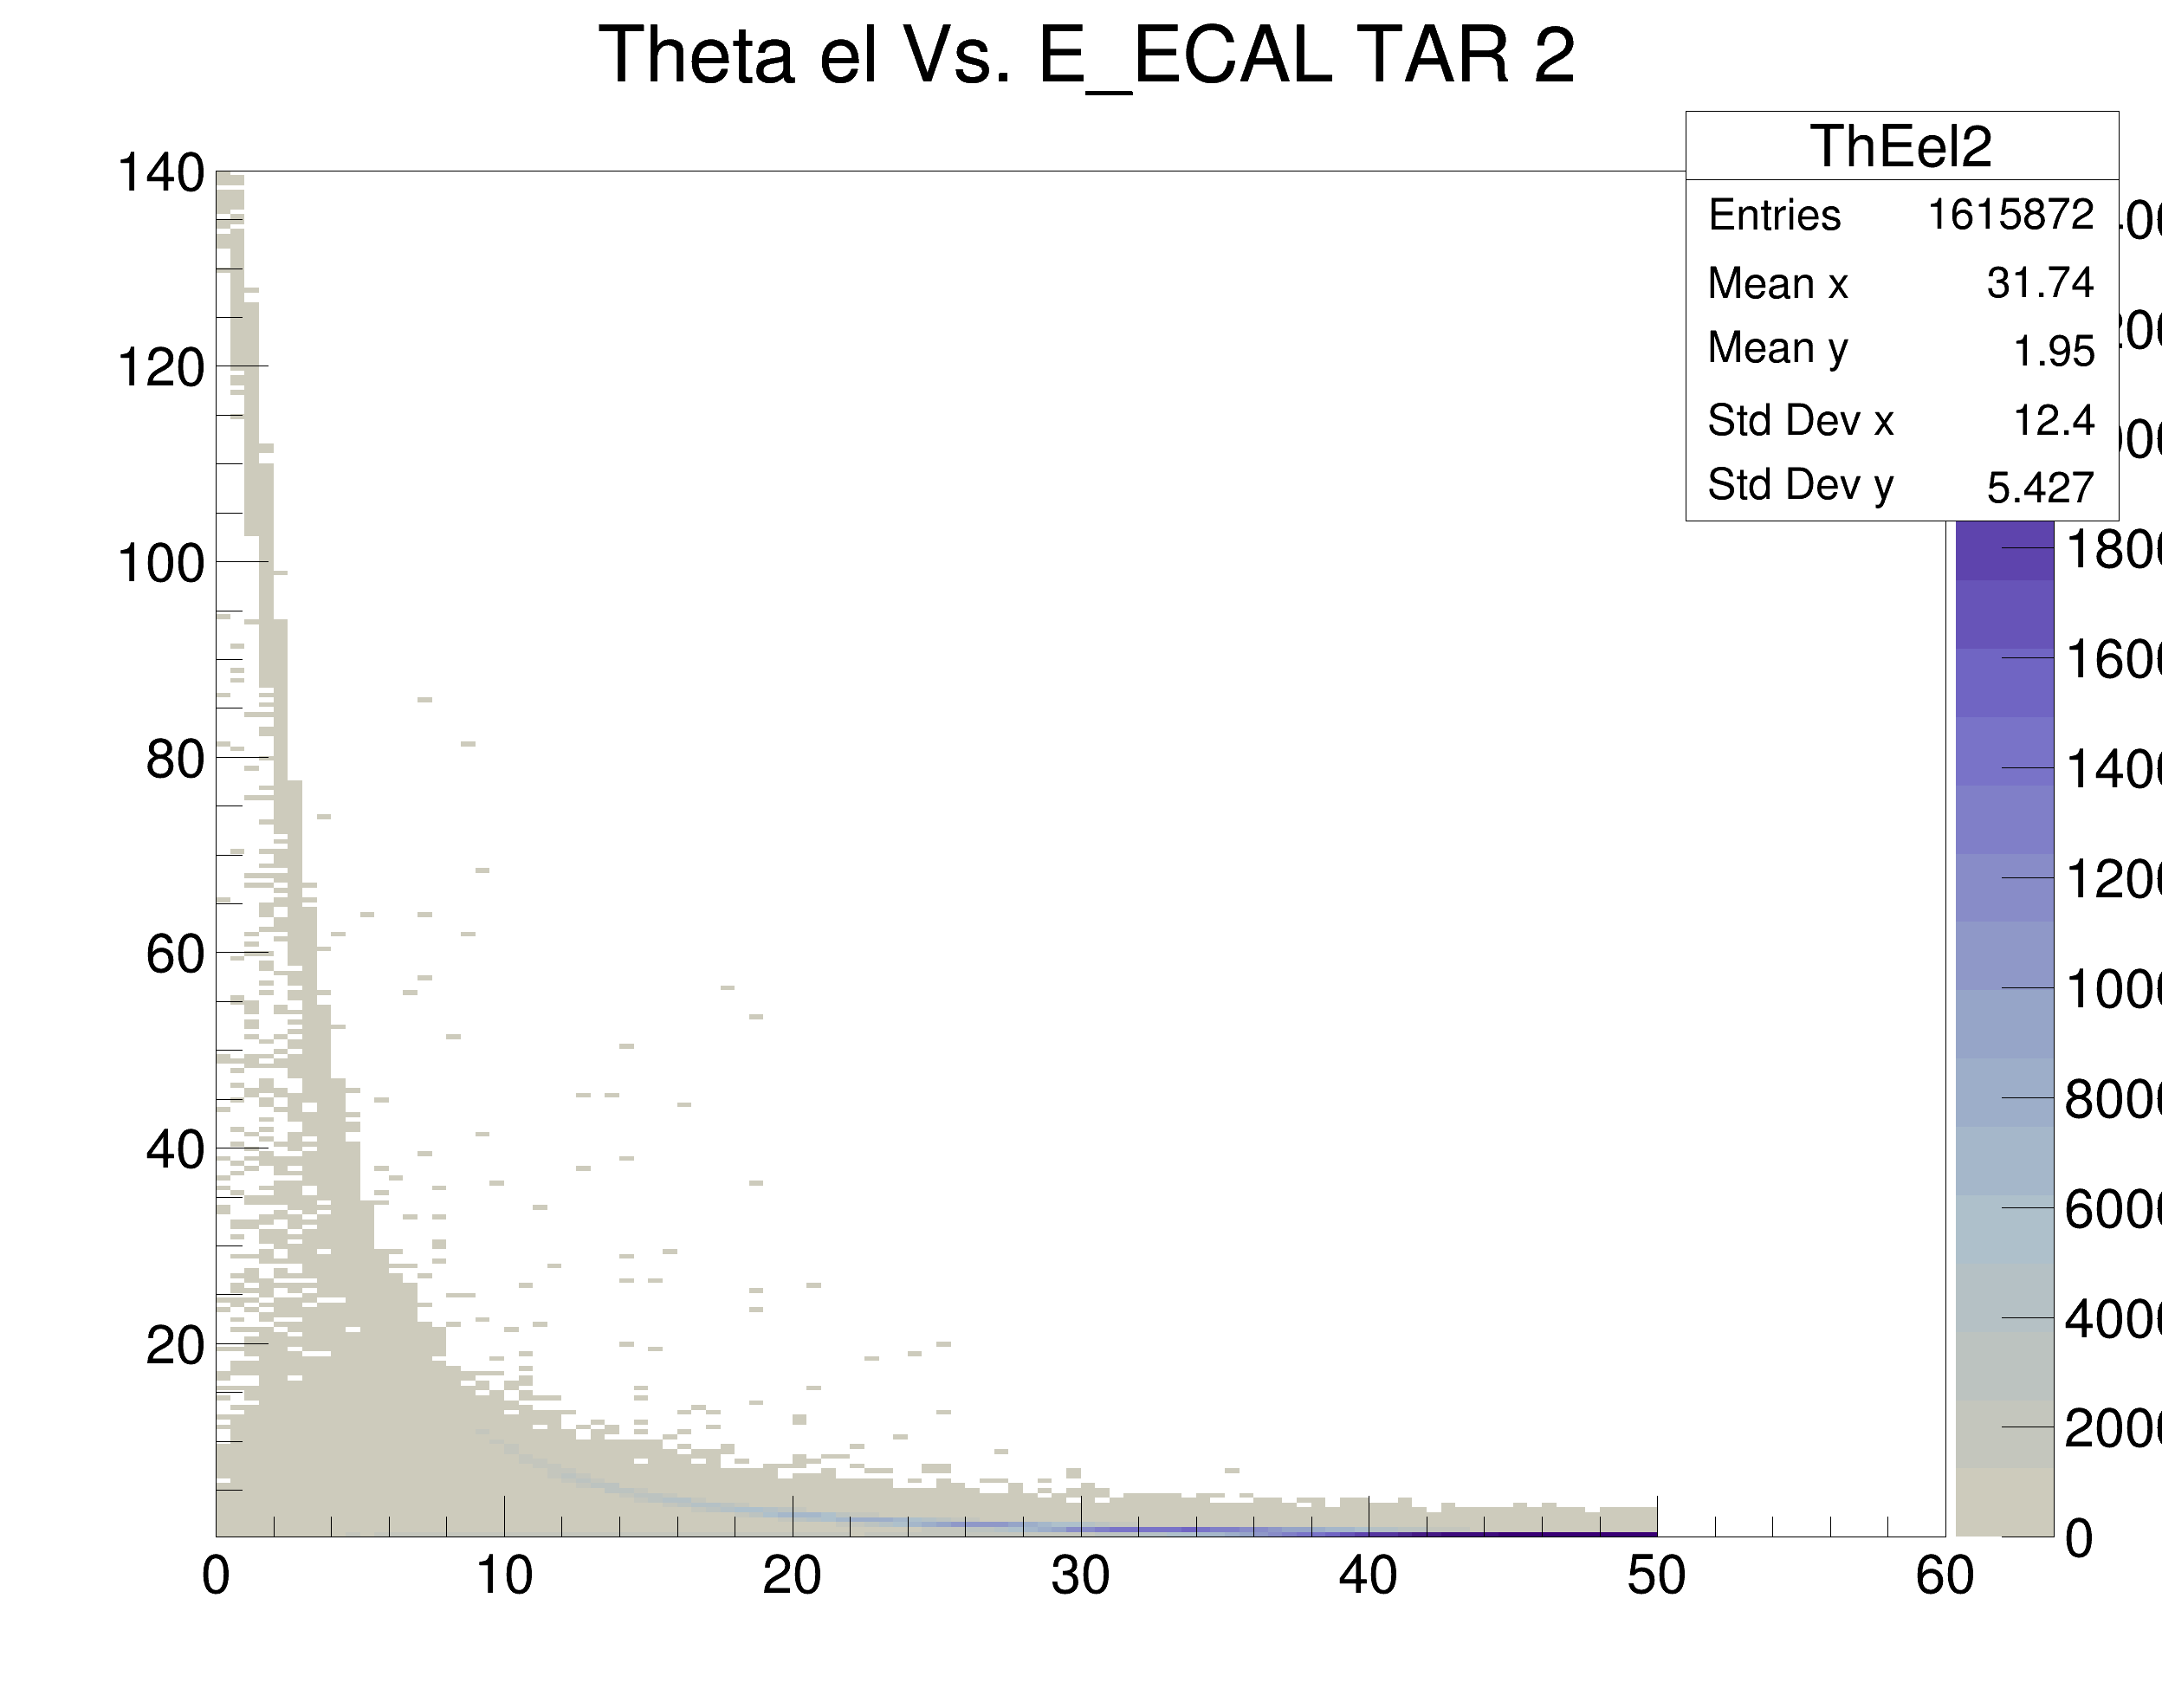 Theta el Vs. E_ECAL TAR 2
ThEel2
Entries 1615872
Mean x 31.74
Mean y 1.95
Std Dev x 12.4
Std Dev y 5.427
140
120
100
80
60
40
20
0
10
20
30
40
50
60
0